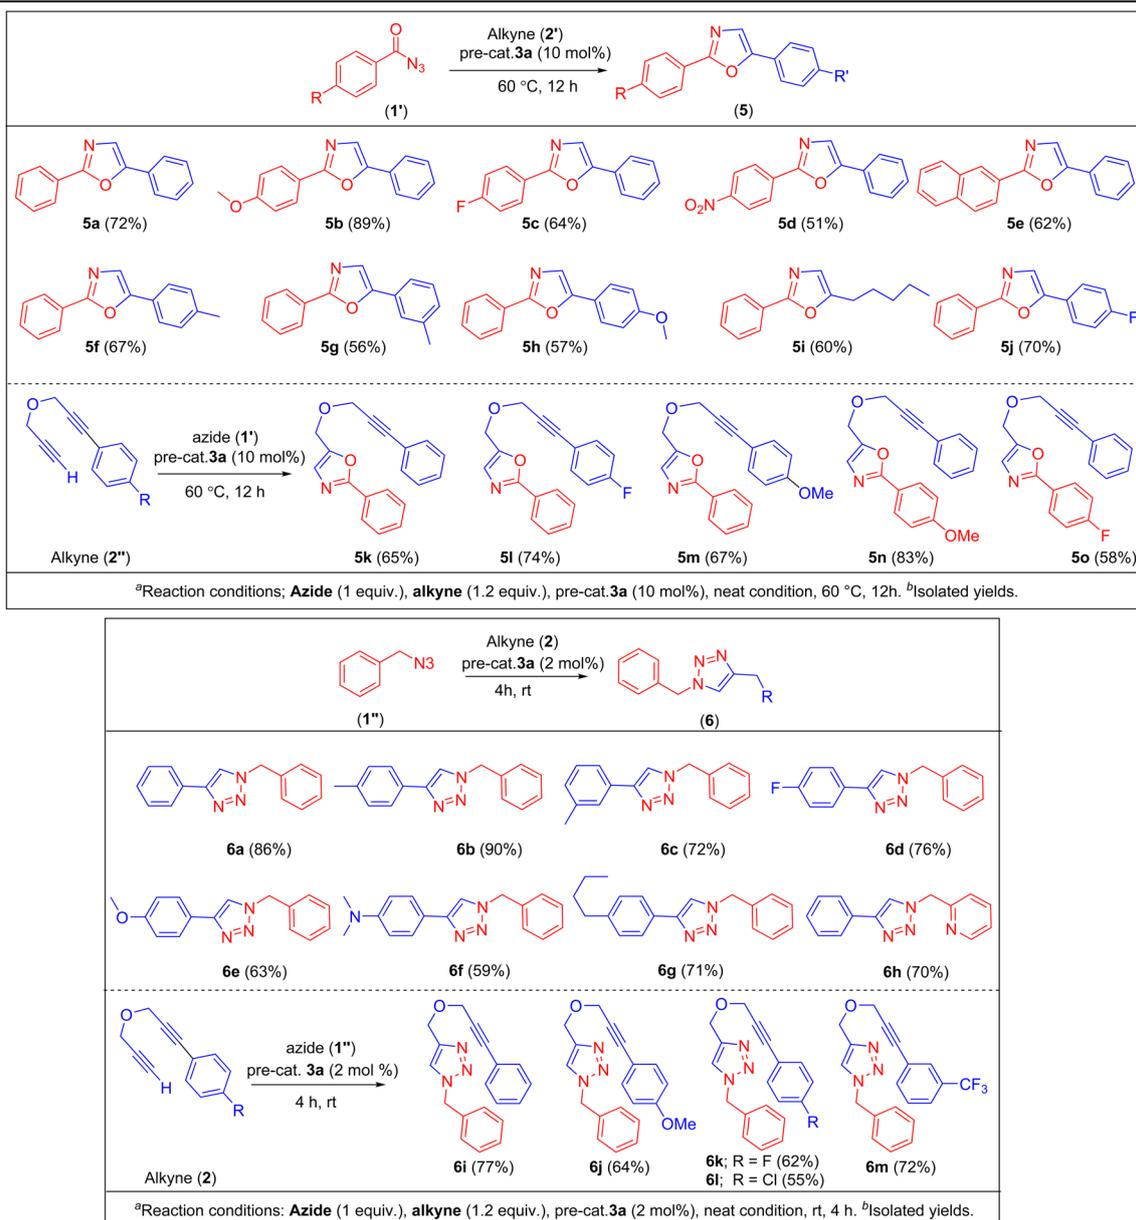 O
N3
R
(1')
Alkyne (2')
pre-cat.3a (10 mol%)
60 °C, 12 h
N
O
R
R'
(5)
N
O
5a (72%)
N
O
O
5b (89%)
N
O
F
5c (64%)
N
O
O2N
5d (51%)
N
O
5e (62%)
N
O
5f (67%)
N
O
5g (56%)
N
O
O
5h (57%)
N
O
5i (60%)
N
O
F
5j (70%)
O
H
R
Alkyne (2")
azide (1')
pre-cat.3a (10 mol%)
60 °C, 12 h
O
O
N
5k (65%)
O
O
N
F
5l (74%)
O
O
N
OMe
5m (67%)
O
O
N
OMe
5n (83%)
O
O
N
F
5o (58%)
aReaction conditions; Azide (1 equiv.), alkyne (1.2 equiv.), pre-cat.3a (10 mol%), neat condition, 60 °C, 12h. bIsolated yields.
N3
(1")
Alkyne (2)
pre-cat.3a (2 mol%)
4h, rt
N=N
N
R
(6)
N
N=N
6a (86%)
N
N=N
6b (90%)
N
N=N
6c (72%)
F
N
N=N
6d (76%)
O
N
N=N
6e (63%)
N
N
N=N
6f (59%)
N
N=N
6g (71%)
N
N=N
N
6h (70%)
O
H
R
Alkyne (2)
azide (1")
pre-cat. 3a (2 mol %)
4 h, rt
O
N
N
N
6i (77%)
O
N
N
N
OMe
6j (64%)
O
N
N
N
R
6k; R = F (62%)
6l; R = Cl (55%)
O
N
N
N
CF3
6m (72%)
aReaction conditions: Azide (1 equiv.), alkyne (1.2 equiv.), pre-cat.3a (2 mol%), neat condition, rt, 4 h. bIsolated yields.